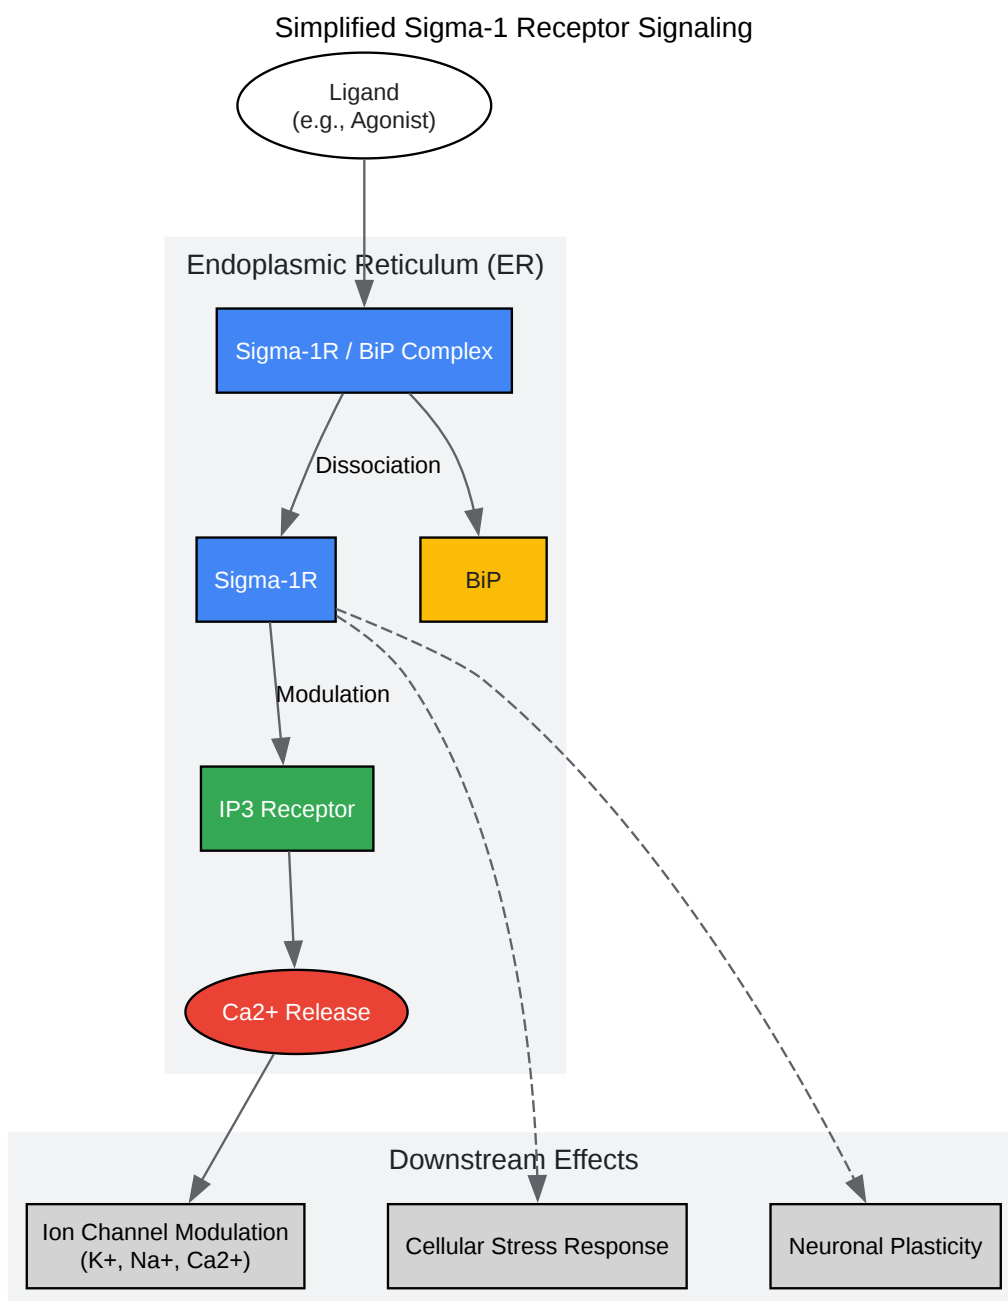 Simplified Sigma-1 Receptor Signaling
Ligand
(e.g., Agonist)
Endoplasmic Reticulum (ER)
Sigma-1R / BiP Complex
Dissociation
Sigma-1R
BiP
Modulation
IP3 Receptor
Ca2+ Release
Downstream Effects
Ion Channel Modulation
(K+, Na+, Ca2+)
Cellular Stress Response
Neuronal Plasticity